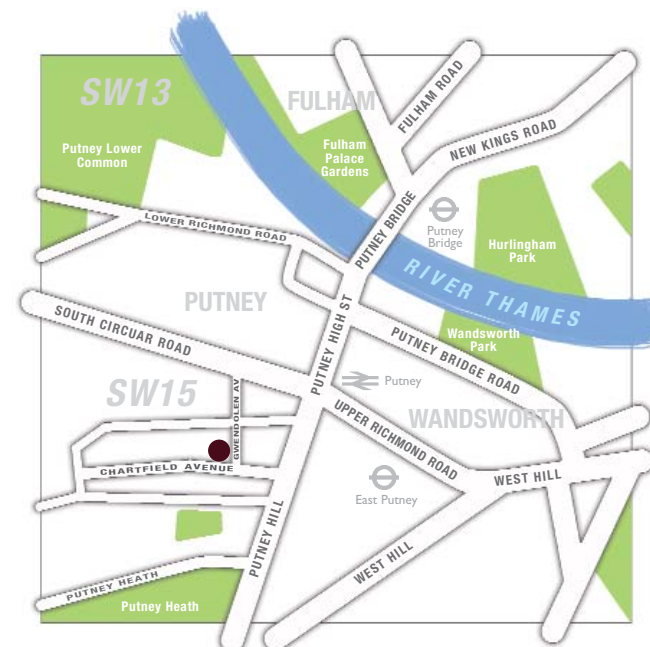 SW13
FULHAM
FULHAM ROAD
NEW KINGS ROAD
Putney Lower
Common
Fulham
Palace
Gardens
PUTNEY BRIDGE
Putney
Bridge
LOWER RICHMOND ROAD
Hurlingham
Park
RIVER THAMES
PUTNEY
SOUTH CIRCUAR ROAD
PUTNEY HIGH ST
Wandsworth
Park
PUTNEY BRIDGE ROAD
SW15
Putney
GWENDOLEN AV
UPPER RICHMOND ROAD
WANDSWORTH
CHARTFIELD AVENUE
East Putney
WEST HILL
PUTNEY HILL
WEST HILL
PUTNEY HEATH
Putney Heath